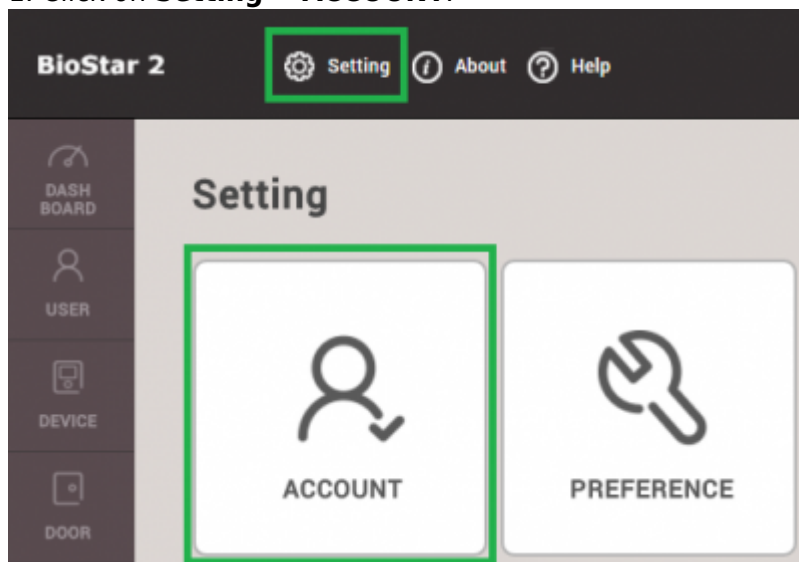 BioStar 2
Setting
About
Help
DASH
BOARD
Setting
USER
DEVICE
ACCOUNT
PREFERENCE
DOOR